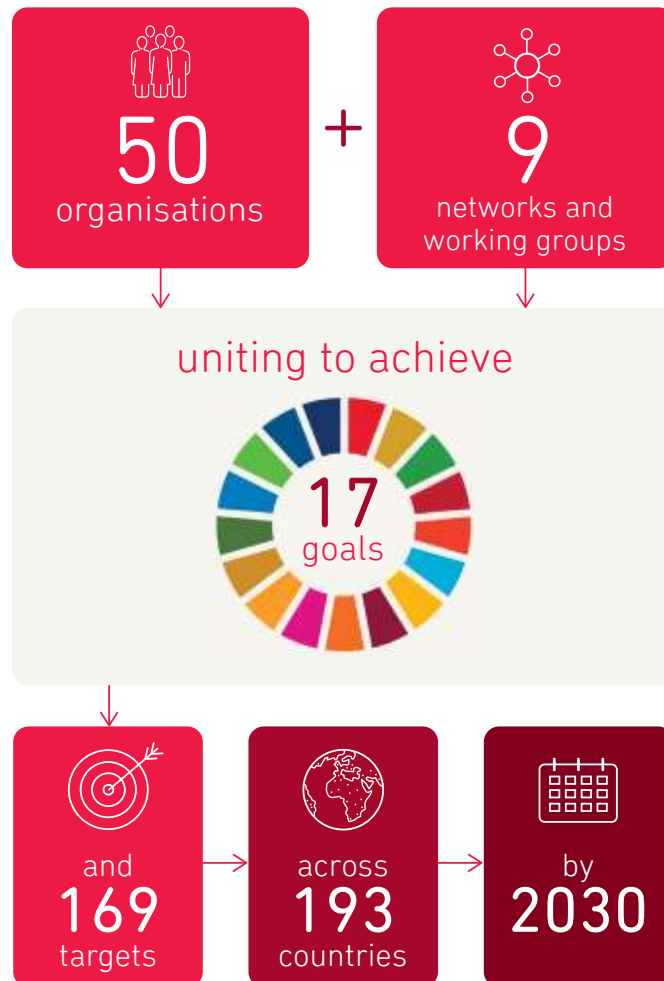 50
organisations
+
9
networks and
working groups
uniting to achieve
17
goals
and
169
targets
across
193
countries
by
2030